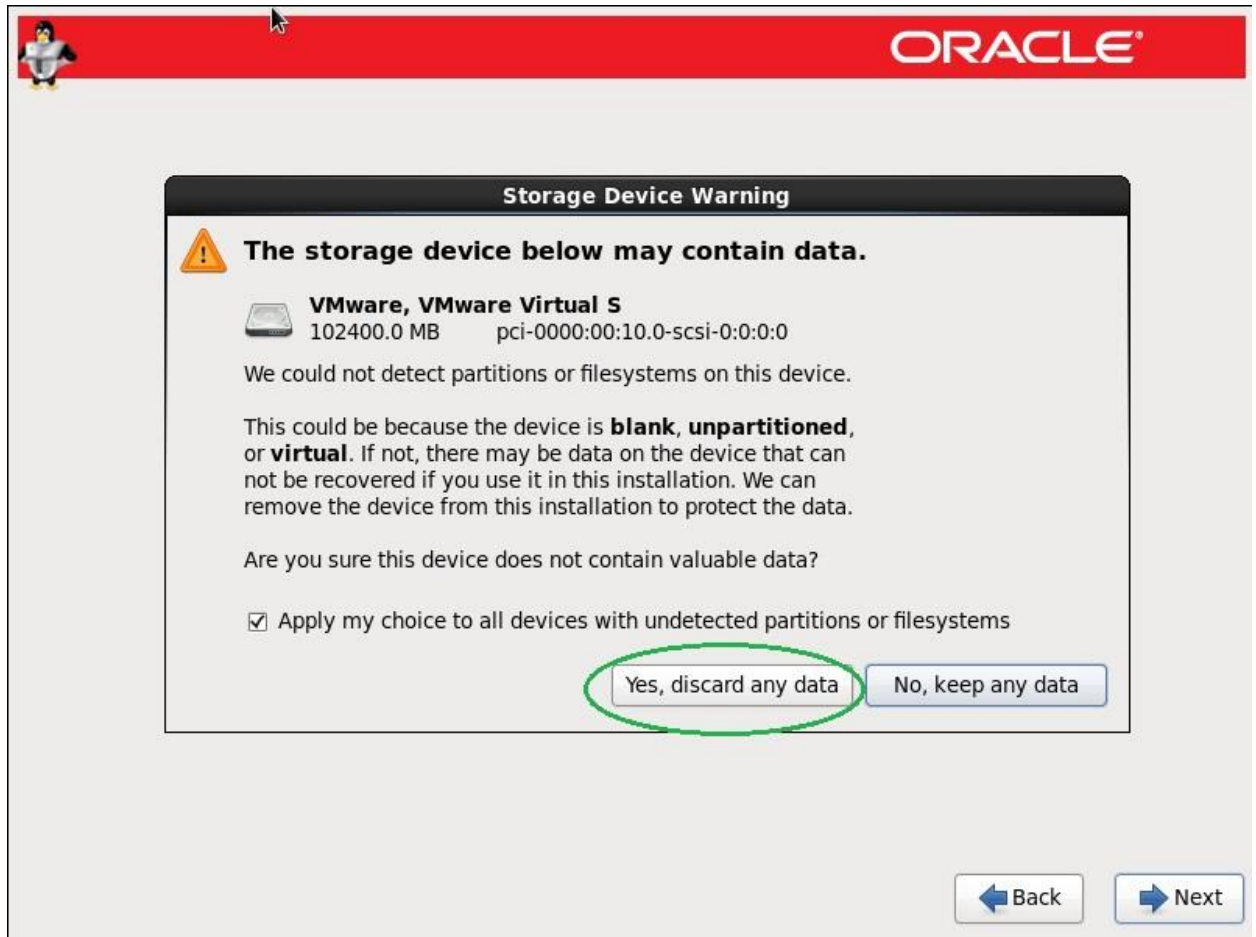 ORACLE®
Storage Device Warning
The storage device below may contain data.
VMware, VMware Virtual S
102400.0 MB pci-0000:00:10.0-scsi-0:0:0:0
We could not detect partitions or filesystems on this device.
This could be because the device is blank, unpartitioned,
or virtual. If not, there may be data on the device that can
not be recovered if you use it in this installation. We can
remove the device from this installation to protect the data.
Are you sure this device does not contain valuable data?
Apply my choice to all devices with undetected partitions or filesystems
Yes, discard any data No, keep any data
Back Next